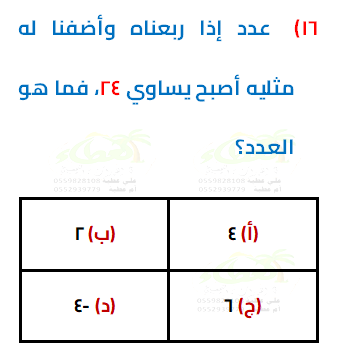 ١٦) عدد إذا ربعناه وأضفنا له
مثليه أصبح يساوي ٢٤، فما هو
العدد؟
(أ) ٤
(ب) ٢
(ج) ٦
(د) -٤